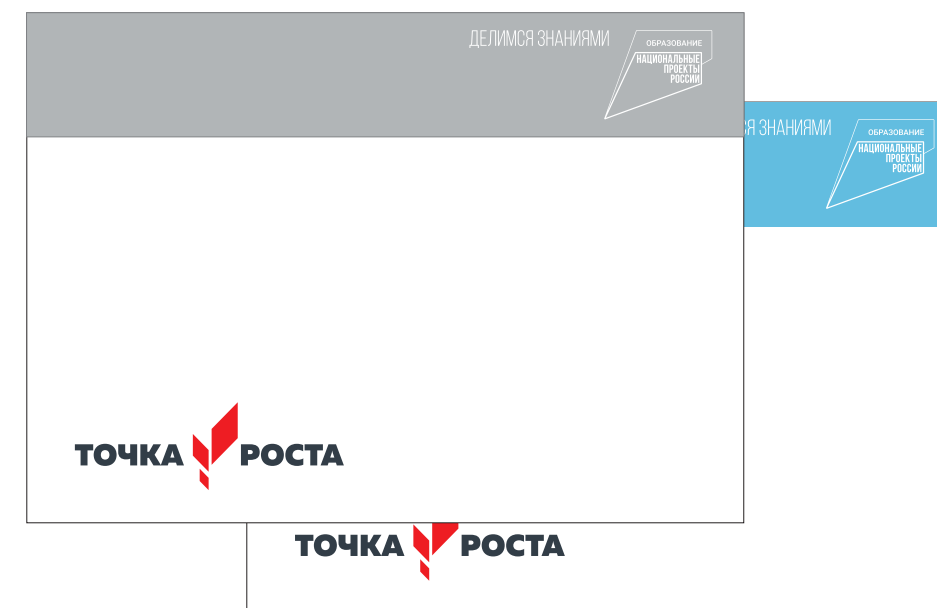 ДЕЛИМСЯ ЗНАНИЯМИ
ОБРАЗОВАНИЕ
НАЦИОНАЛЬНЫЕ
ПРОЕКТЫ
РОССИИ
Я ЗНАНИЯМИ
ОБРАЗОВАНИЕ
НАЦИОНАЛЬНЫЕ
ПРОЕКТЫ
РОССИИ
ТОЧКА РОСТА
ТОЧКА РОСТА